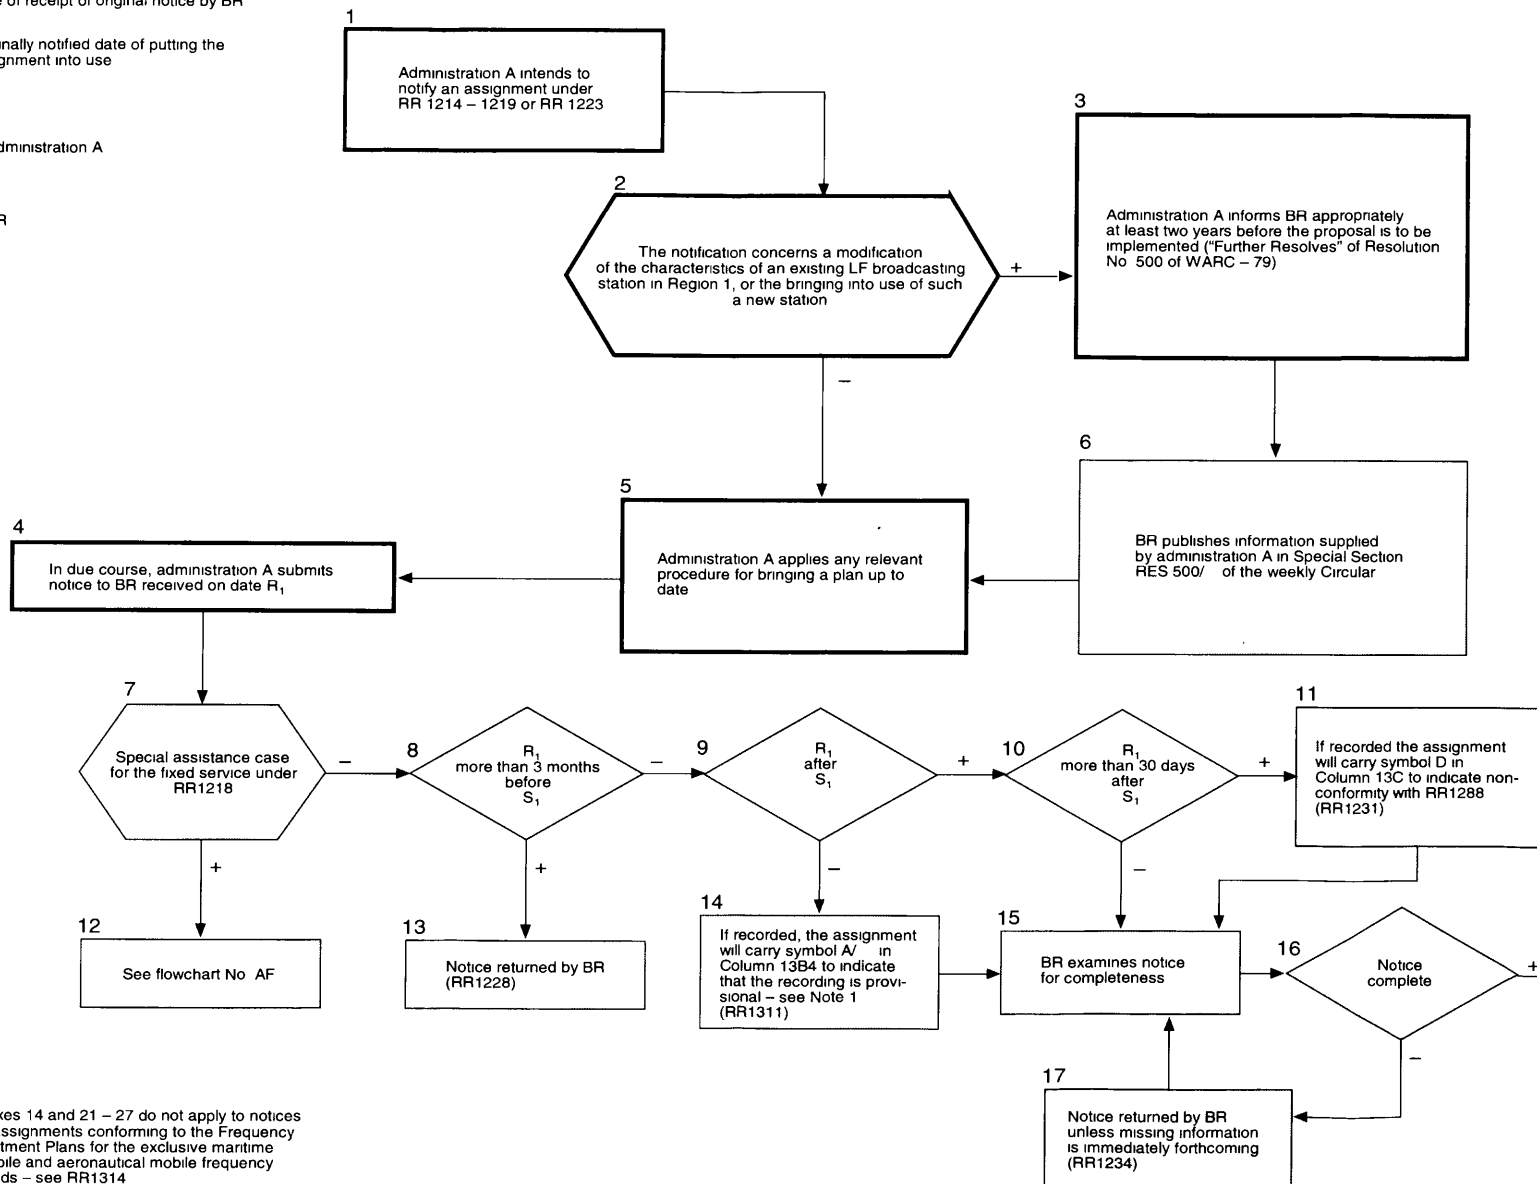 e of receipt of original notice by BR
inally notified date of putting the
gnment into use
dministration A
R
1
Administration A intends to
notify an assignment under
RR 1214 – 1219 or RR 1223
2
The notification concerns a modification
of the characteristics of an existing LF broadcasting
station in Region 1, or the bringing into use of such
a new station
+
–
3
Administration A informs BR appropriately
at least two years before the proposal is to be
implemented ("Further Resolves" of Resolution
No 500 of WARC – 79)
6
BR publishes information supplied
by administration A in Special Section
RES 500/ of the weekly Circular
5
Administration A applies any relevant
procedure for bringing a plan up to
date
4
In due course, administration A submits
notice to BR received on date R₁
7
Special assistance case
for the fixed service under
RR1218
–
+
8
R₁
more than 3 months
before
S₁
–
+
9
R₁
after
S₁
+
–
10
R₁
more than 30 days
after
S₁
+
–
11
If recorded the assignment
will carry symbol D in
Column 13C to indicate non-
conformity with RR1288
(RR1231)
12
See flowchart No AF
13
Notice returned by BR
(RR1228)
14
If recorded, the assignment
will carry symbol A/ in
Column 13B4 to indicate
that the recording is provi-
sional – see Note 1
(RR1311)
15
BR examines notice
for completeness
16
Notice
complete
+
–
17
Notice returned by BR
unless missing information
is immediately forthcoming
(RR1234)
xes 14 and 21 – 27 do not apply to notices
assignments conforming to the Frequency
tment Plans for the exclusive maritime
bile and aeronautical mobile frequency
ds – see RR1314